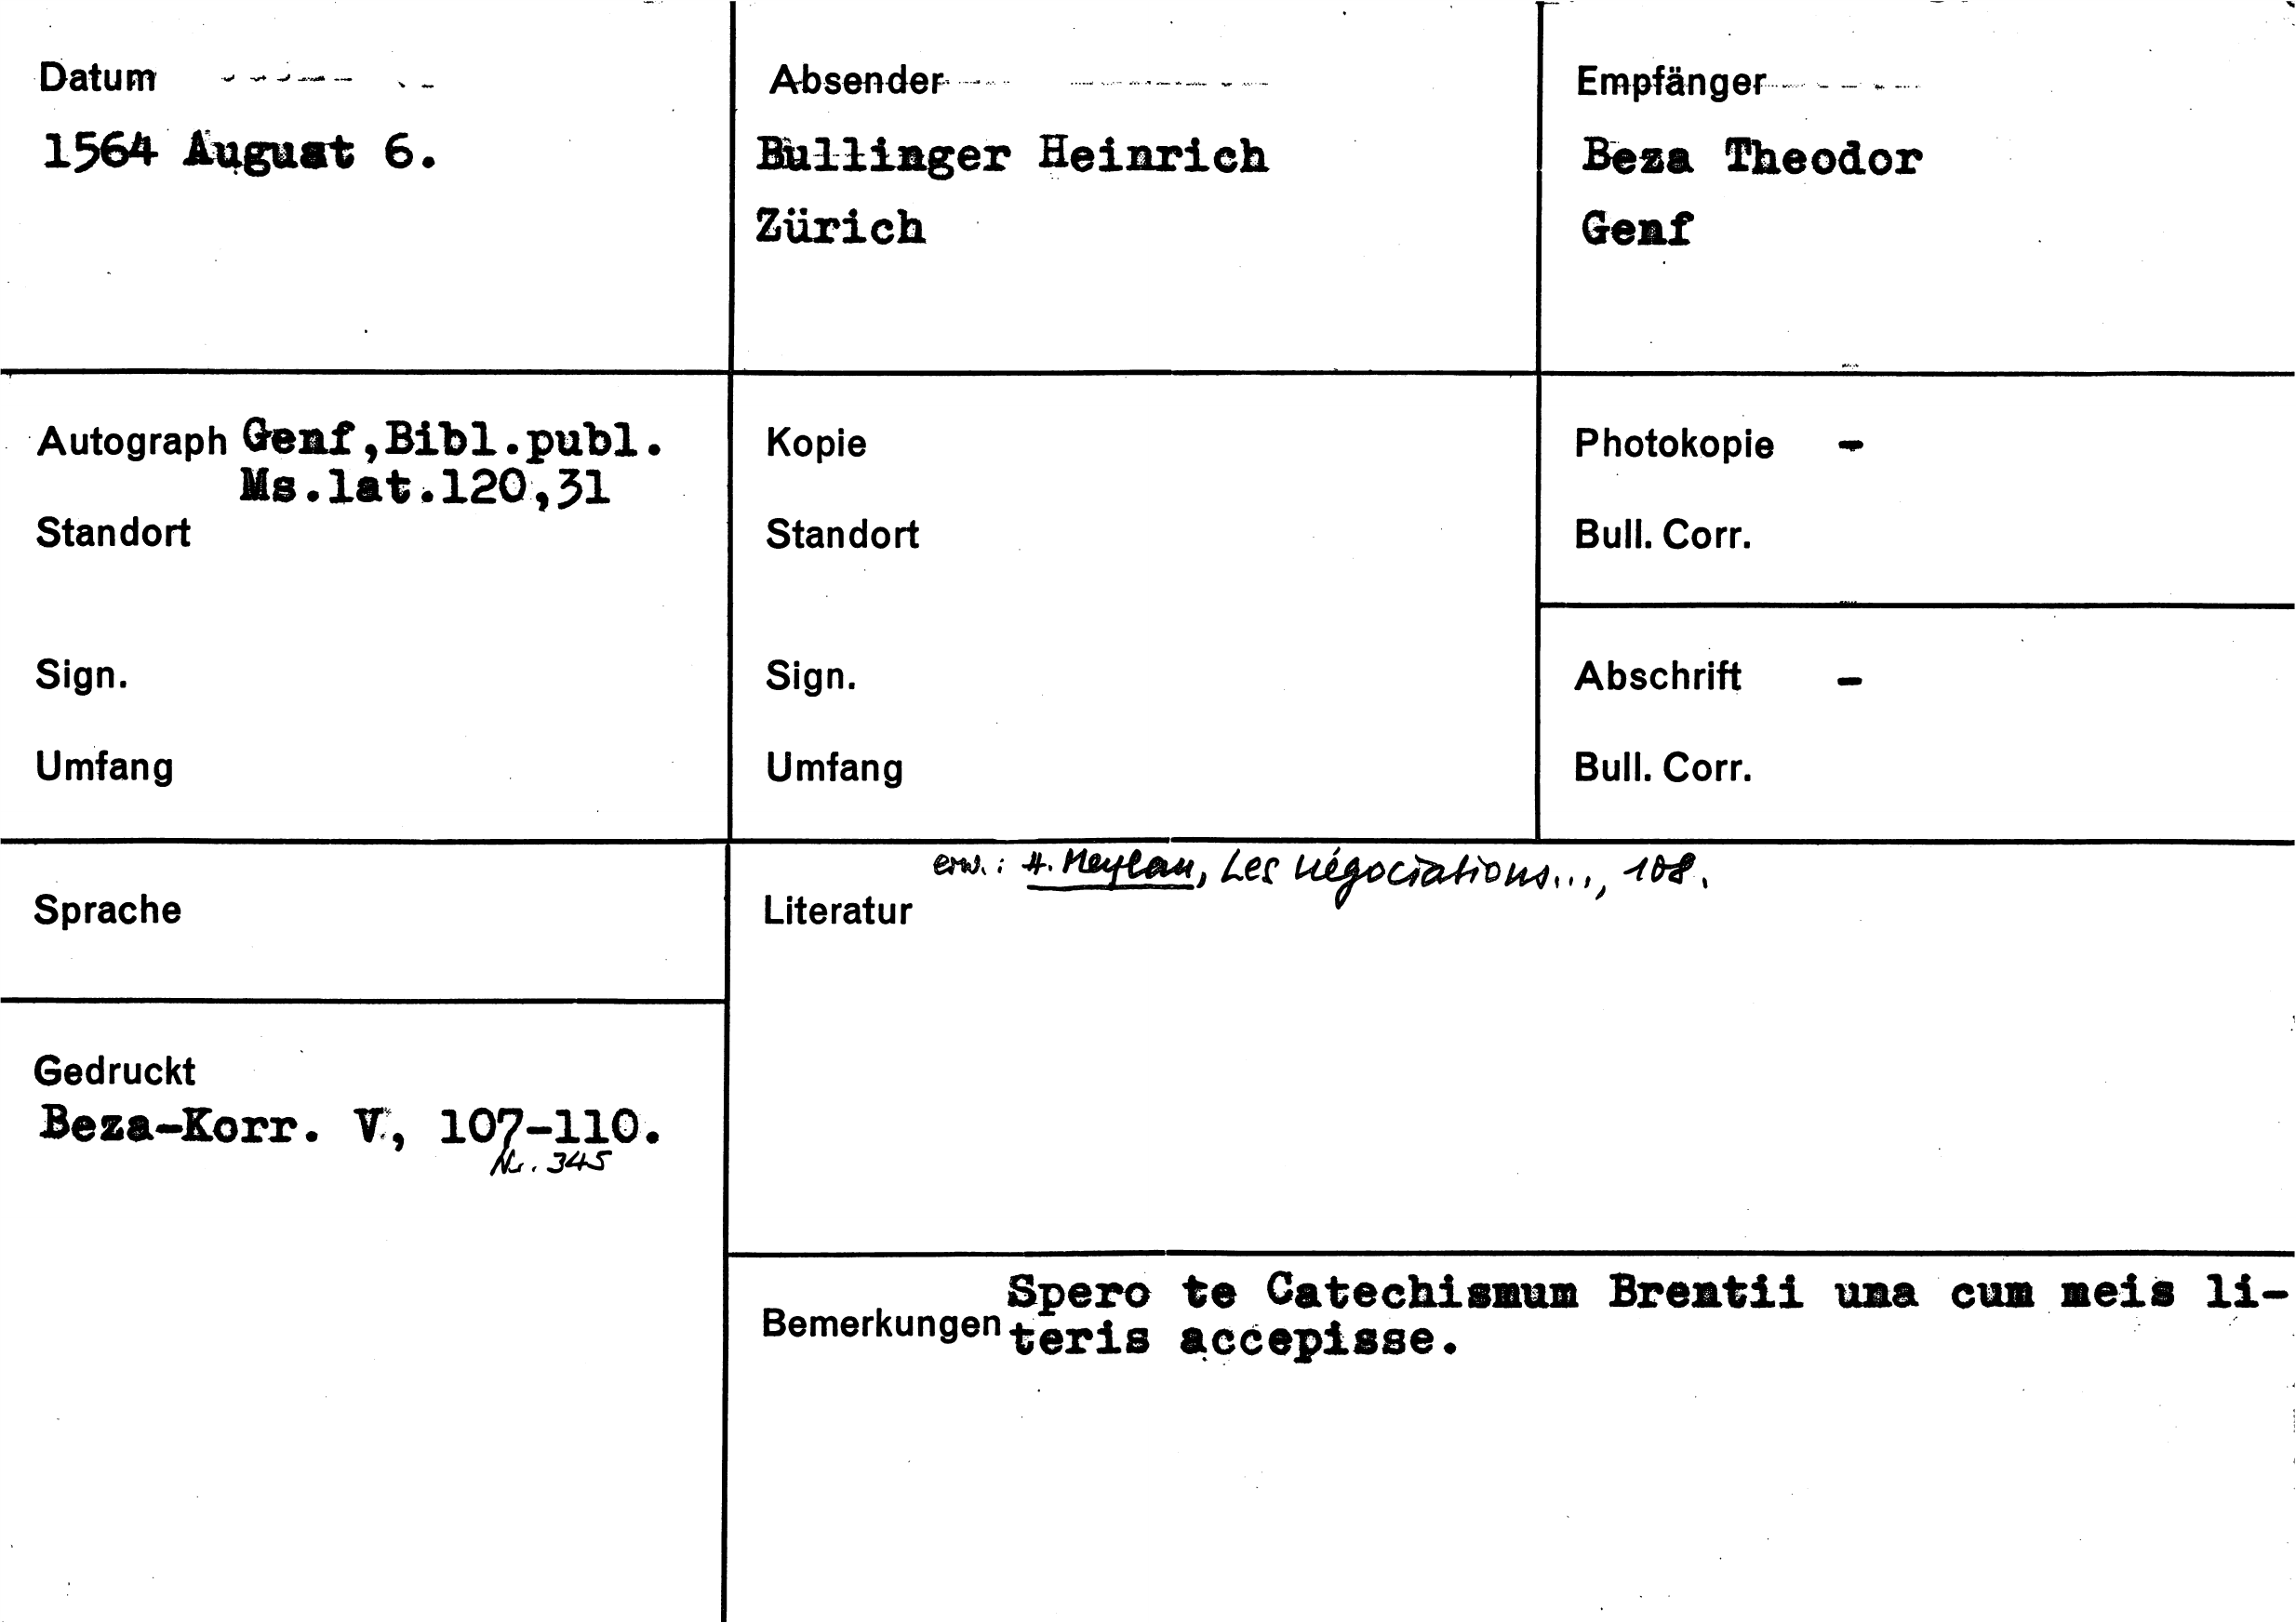 Datum
1564 August 6.
Absender
Bullinger Heinrich
Zürich
Empfänger
Beza Theodor
Genf
Autograph Genf,Bibl.publ.
Ms.lat.120,31
Standort
Sign.
Umfang
Kopie
Standort
Sign.
Umfang
Photokopie -
Bull. Corr.
Abschrift -
Bull. Corr.
Sprache
erw.: H. Meylan, Les négociations..., 108.
Literatur
Gedruckt
Beza-Korr. V, 107-110.
Nr. 345
Spero te Catechismum Brentii una cum meis li-
Bemerkungen teris accepisse.